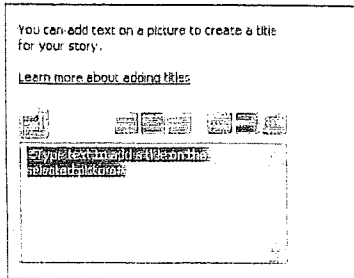 You can add text on a picture to create a title
for your story.
Learn more about adding titles
<Type text to add a title on the
selected picture>